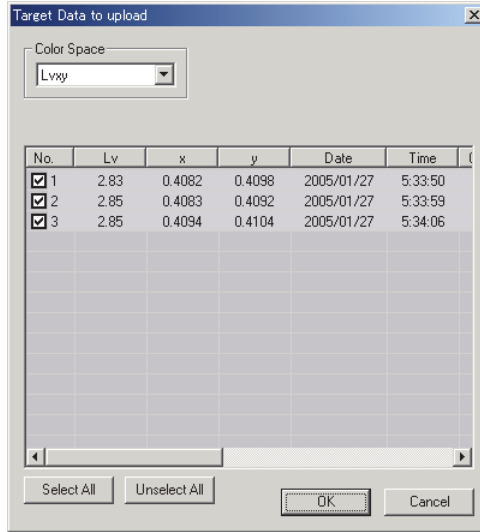 Target Data to upload
Color Space
Lvxy
No. Lv x y Date Time
1 2.83 0.4082 0.4098 2005/01/27 5:33:50
2 2.85 0.4083 0.4092 2005/01/27 5:33:59
3 2.85 0.4094 0.4104 2005/01/27 5:34:06
Select All Unselect All OK Cancel